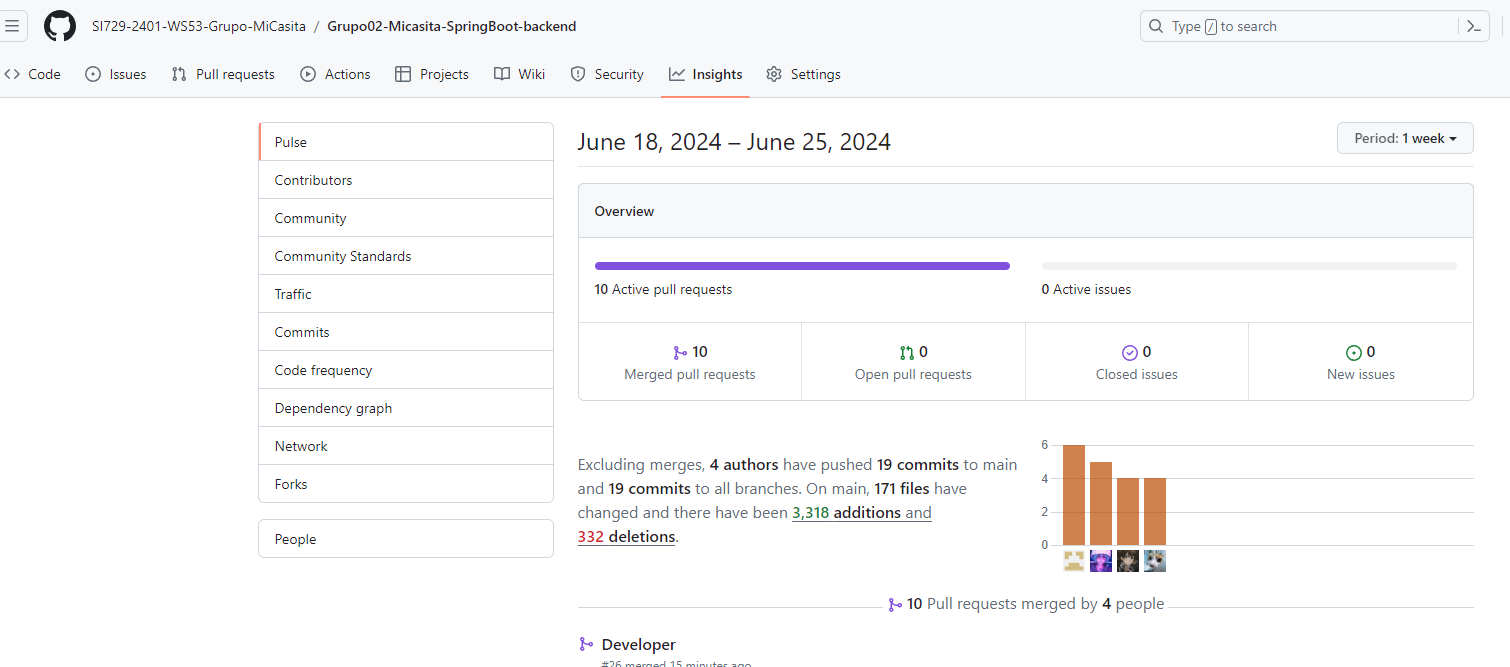 SI729-2401-WS53-Grupo-MiCasita / Grupo02-Micasita-SpringBoot-backend
Type / to search
Code Issues Pull requests Actions Projects Wiki Security Insights Settings
Pulse
Contributors
Community
Community Standards
Traffic
Commits
Code frequency
Dependency graph
Network
Forks
People
June 18, 2024 – June 25, 2024
Period: 1 week
Overview
10 Active pull requests
0 Active issues
10
Merged pull requests
0
Open pull requests
0
Closed issues
0
New issues
Excluding merges, 4 authors have pushed 19 commits to main
and 19 commits to all branches. On main, 171 files have
changed and there have been 3,318 additions and
332 deletions.
6
4
2
0
10 Pull requests merged by 4 people
Developer
#26 merged 15 minutes ago